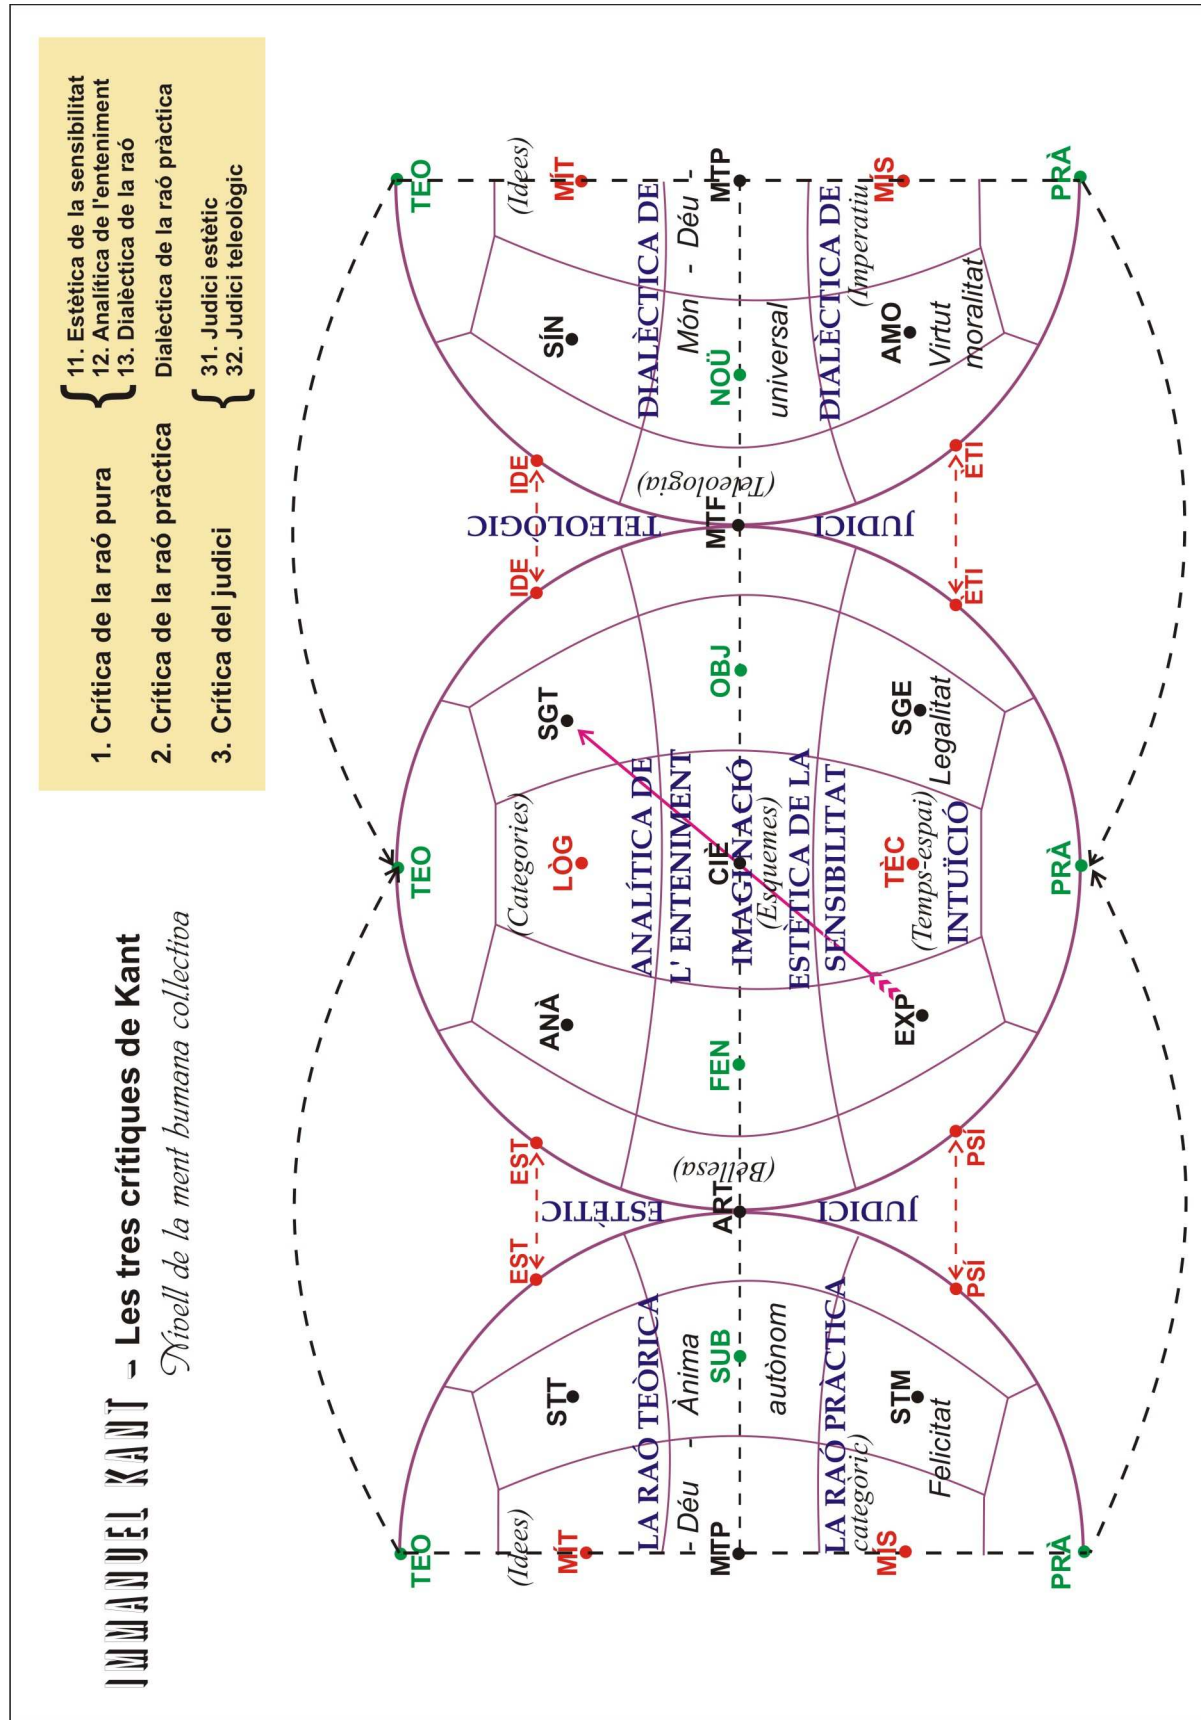 IMMANUEL KANT - Les tres crítiques de Kant
Nivell de la ment humana col·lectiva
1. Crítica de la raó pura
11. Estètica de la sensibilitat
12. Analítica de l'enteniment
13. Dialèctica de la raó
2. Crítica de la raó pràctica
Dialèctica de la raó pràctica
3. Crítica del judici
31. Judici estètic
32. Judici teleològic
TEO TEO TEO
(Idees) (Categories) (Idees)
EST EST IDE IDE
MÍT STT ANÀ LÒG SGT SÍN MÍT
LA RAÓ TEÒRICA
ESTÈTIC
ANALÍTICA DE
L' ENTENIMENT
TELEOLÒGIC
DIALÈCTICA DE
- Déu - Ànima
(Bellesa)
(Teleologia)
Món - Déu -
MTP SUB ART FEN CIÈ OBJ MTF NOÜ MTP
IMAGINACIÓ
(Esquemes)
autònom
universal
LA RAÓ PRÀCTICA
JUDICI
ESTÈTICA DE LA
SENSIBILITAT
JUDICI
DIALÈCTICA DE
categòric)
(Imperatiu
MÍS STM EXP TÈC SGE AMO MÍS
Felicitat
(Temps-espai)
INTUÏCIÓ
Legalitat
Virtut
moralitat
PSÍ PSÍ ÈTI ÈTI
PRÀ PRÀ PRÀ